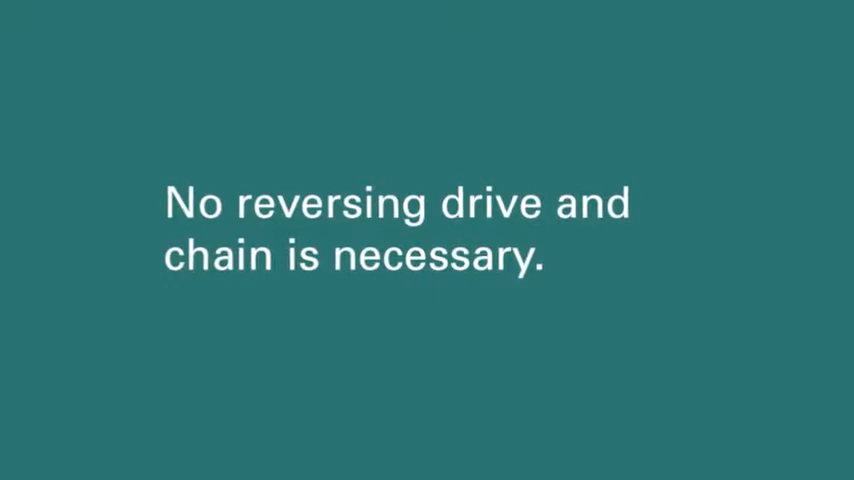 No reversing drive and
chain is necessary.